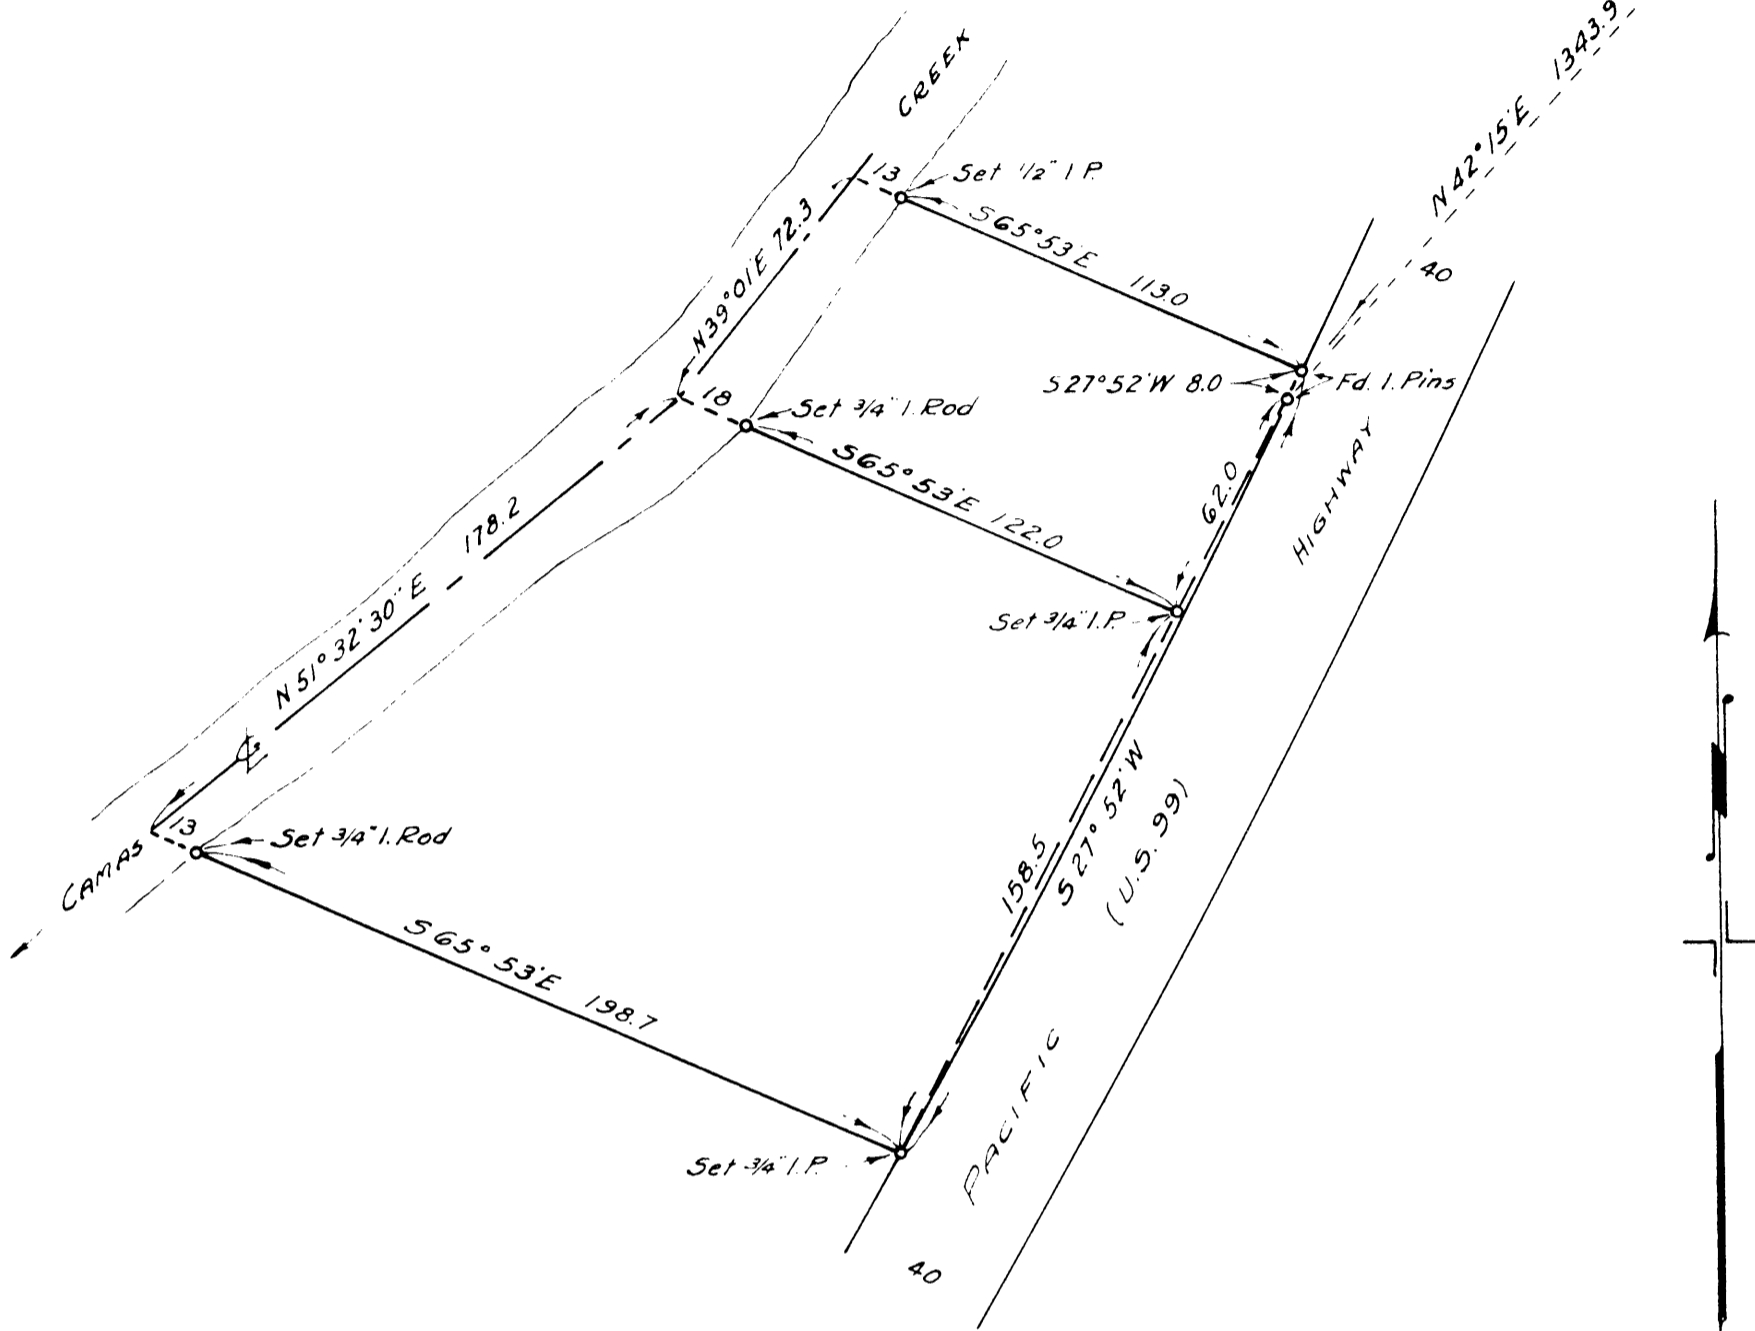 CREEK
N 42°15'E 1343.9
13
Set 1/2" I.P.
S65°53'E 113.0
40
N39°01'E 72.3
S27°52'W 8.0
Fd. I. Pins
18
Set 3/4" I. Rod
S65°53'E 122.0
62.0
HIGHWAY
178.2
N 51°32'30" E
Set 3/4" I.P.
℄
13
Set 3/4" I. Rod
CAMAS
158.5
S 27° 52' W
(U.S. 99)
S65°53'E 198.7
N
PACIFIC
Set 3/4" I.P.
40